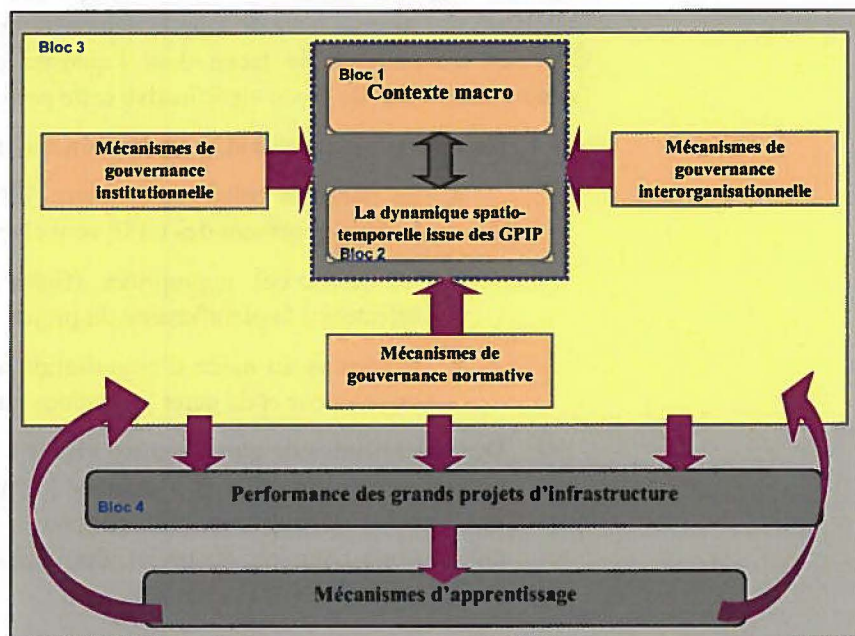 Bloc 3
Bloc 1
Contexte macro
Mécanismes de
gouvernance
institutionnelle
Mécanismes de
gouvernance
interorganisationnelle
La dynamique spatio-
temporelle issue des GPIP
Bloc 2
Mécanismes de
gouvernance normative
Performance des grands projets d'infrastructure
Bloc 4
Mécanismes d'apprentissage